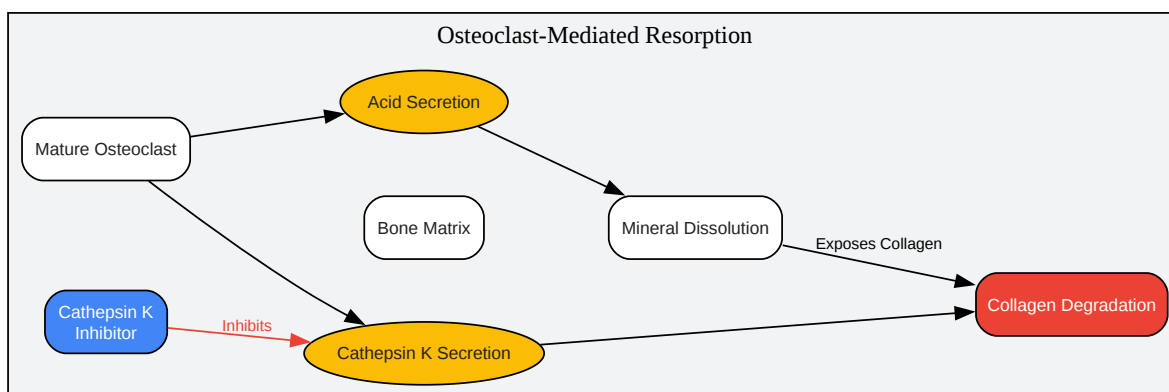 Osteoclast-Mediated Resorption
Acid Secretion
Mature Osteoclast
Bone Matrix
Mineral Dissolution
Exposes Collagen
Cathepsin K
Inhibitor
Inhibits
Cathepsin K Secretion
Collagen Degradation